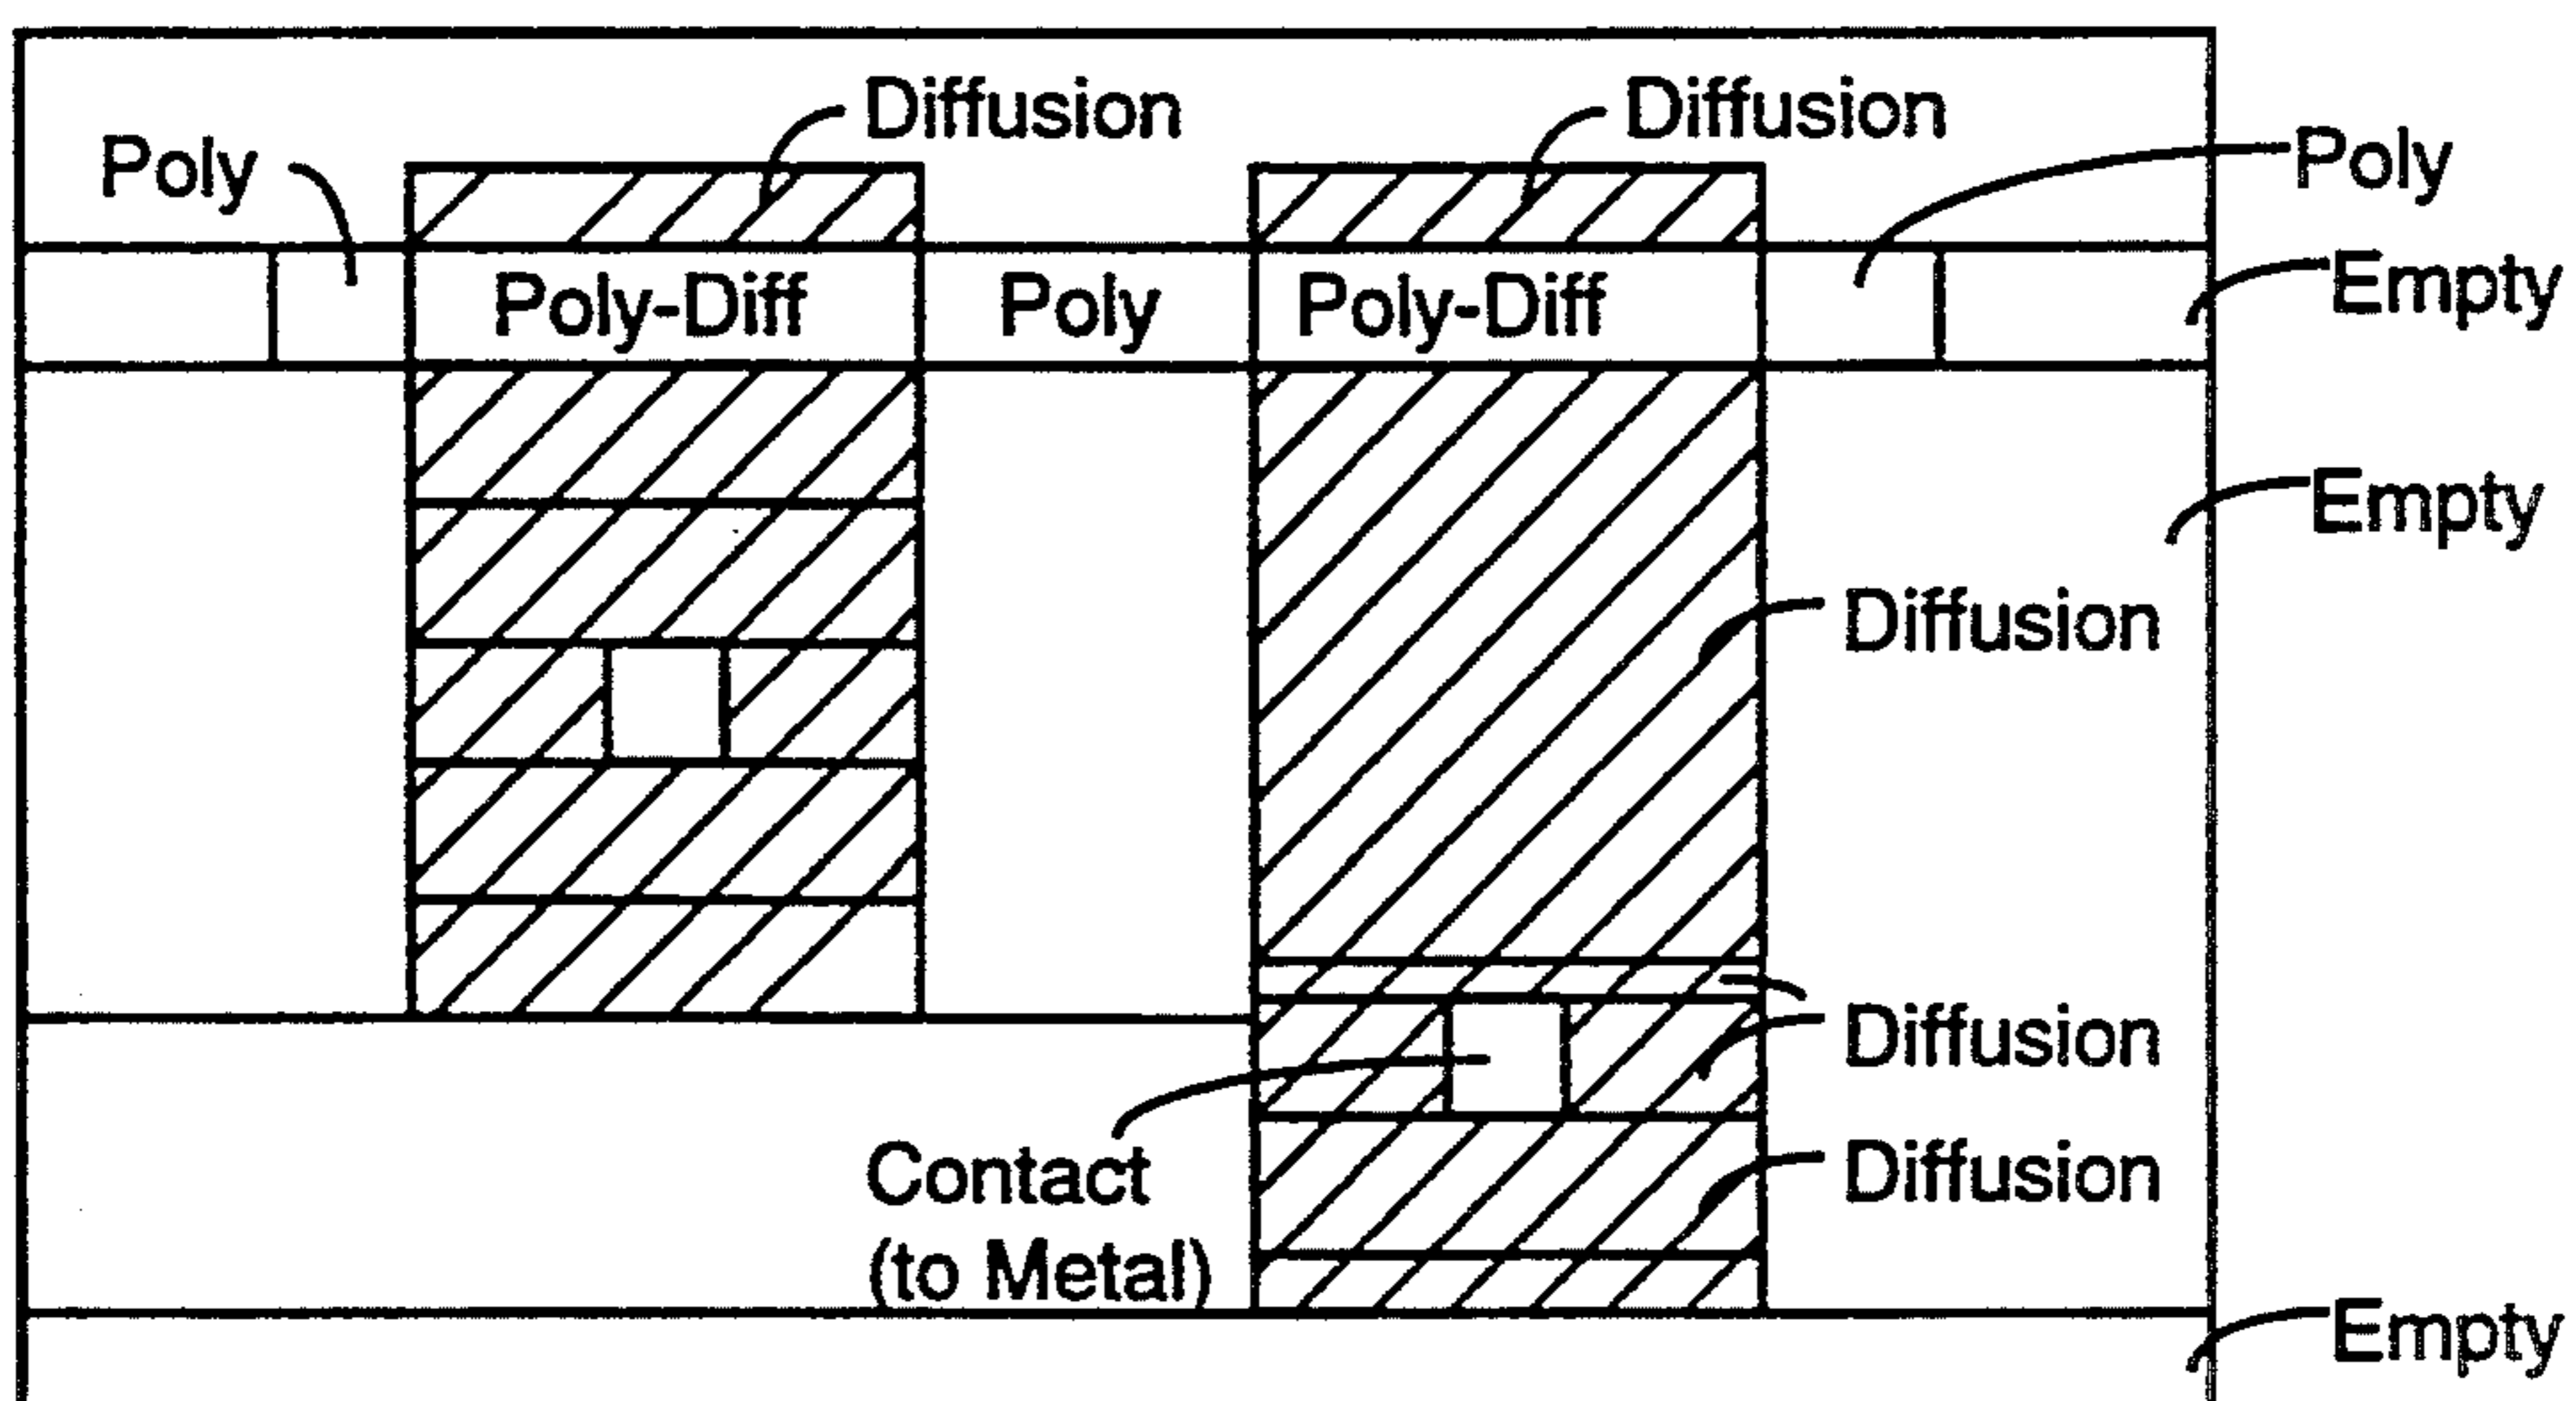 Diffusion
Diffusion
Poly
Poly
Poly-Diff
Poly
Poly-Diff
Empty
Empty
Diffusion
Diffusion
Contact
(to Metal)
Diffusion
Empty